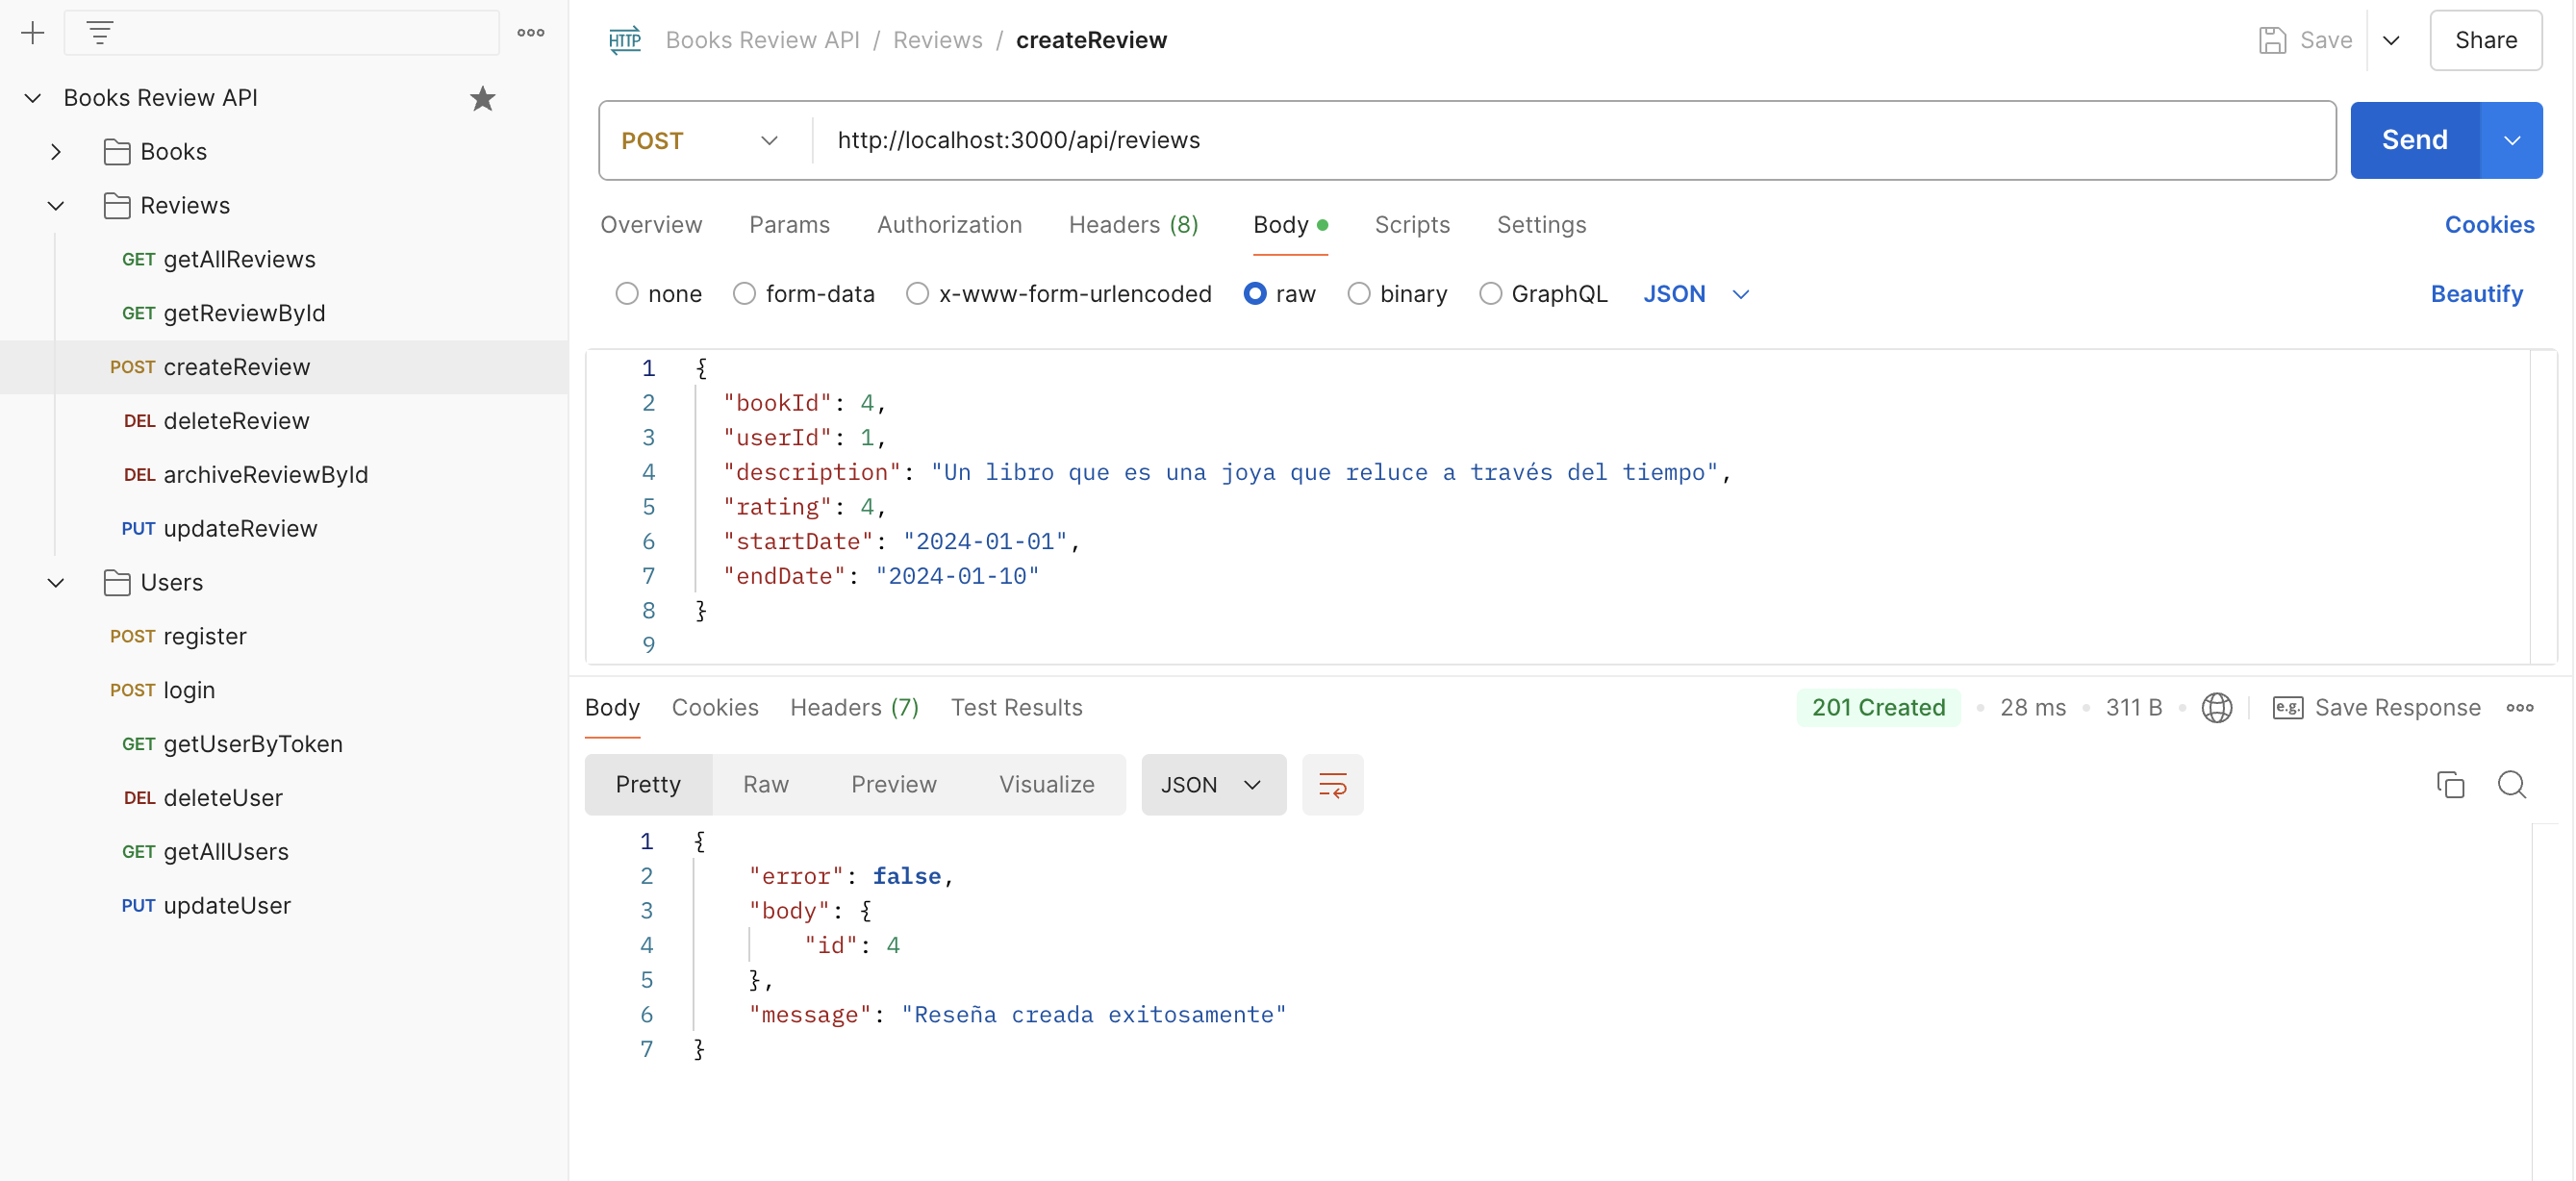 Books Review API
Books
Reviews
GET getAllReviews
GET getReviewById
POST createReview
DEL deleteReview
DEL archiveReviewById
PUT updateReview
Users
POST register
POST login
GET getUserByToken
DEL deleteUser
GET getAllUsers
PUT updateUser
HTTP Books Review API / Reviews / createReview
Save
Share
POST http://localhost:3000/api/reviews
Send
Overview Params Authorization Headers (8) Body Scripts Settings Cookies
none form-data x-www-form-urlencoded raw binary GraphQL JSON Beautify
1 {
2 "bookId": 4,
3 "userId": 1,
4 "description": "Un libro que es una joya que reluce a través del tiempo",
5 "rating": 4,
6 "startDate": "2024-01-01",
7 "endDate": "2024-01-10"
8 }
9
Body Cookies Headers (7) Test Results 201 Created • 28 ms • 311 B • e.g. Save Response
Pretty Raw Preview Visualize JSON
1 {
2 "error": false,
3 "body": {
4 "id": 4
5 },
6 "message": "Reseña creada exitosamente"
7 }